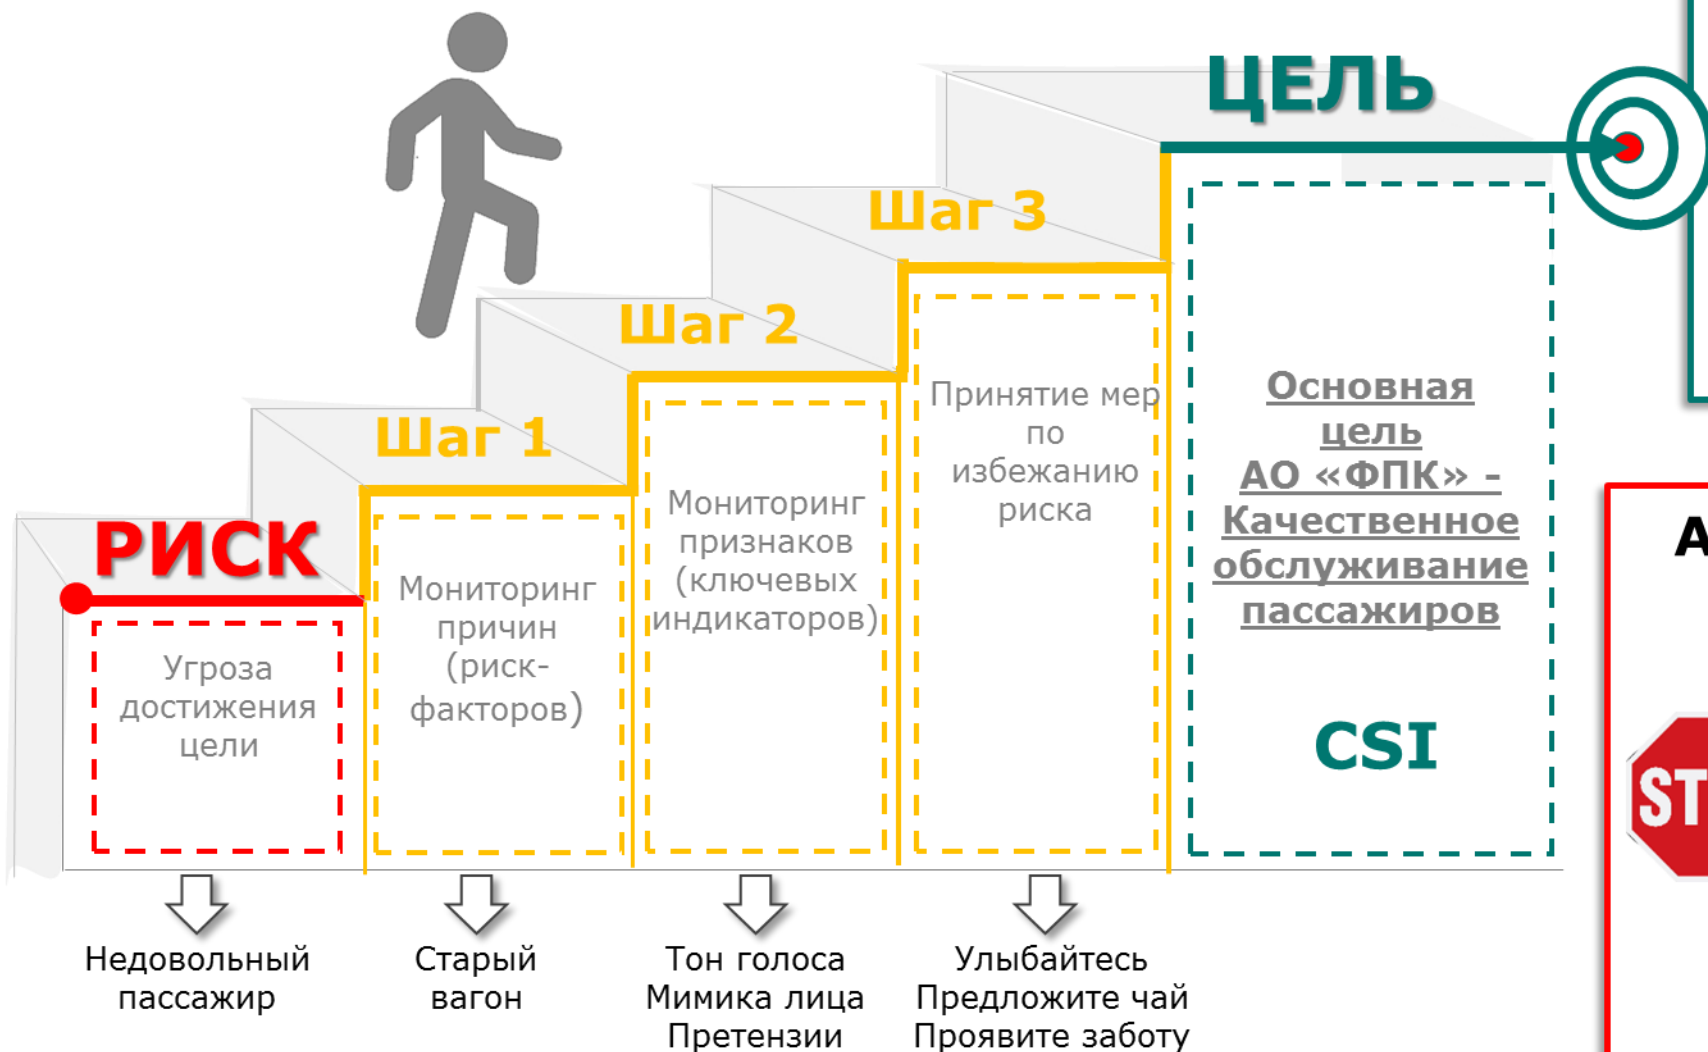 ЦЕЛЬ
Шаг 3
Шаг 2
Шаг 1
РИСК
Угроза
достижения
цели
Мониторинг
причин
(риск-
факторов)
Мониторинг
признаков
(ключевых
индикаторов)
Принятие мер
по
избежанию
риска
Основная
цель
АО «ФПК» -
Качественное
обслуживание
пассажиров
CSI
Недовольный
пассажир
Старый
вагон
Тон голоса
Мимика лица
Претензии
Улыбайтесь
Предложите чай
Проявите заботу